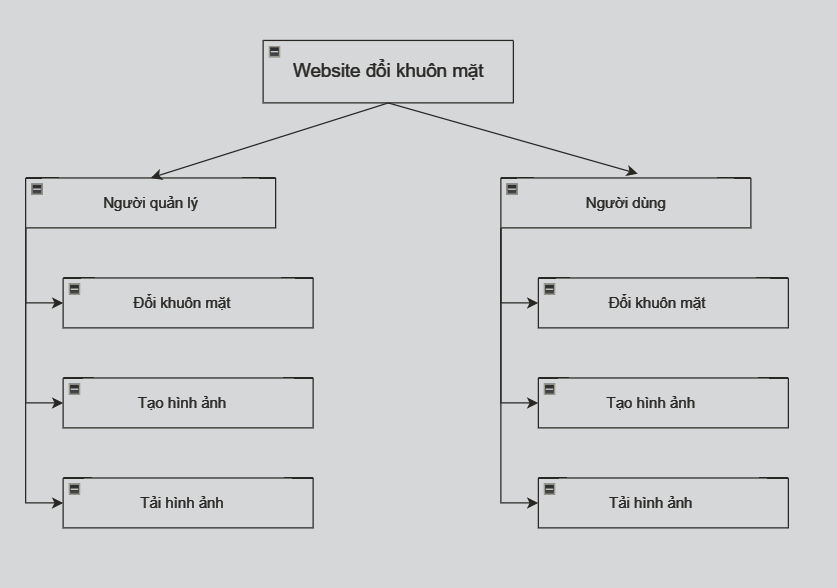 Website đổi khuôn mặt
Người quản lý
Người dùng
Đổi khuôn mặt
Đổi khuôn mặt
Tạo hình ảnh
Tạo hình ảnh
Tải hình ảnh
Tải hình ảnh